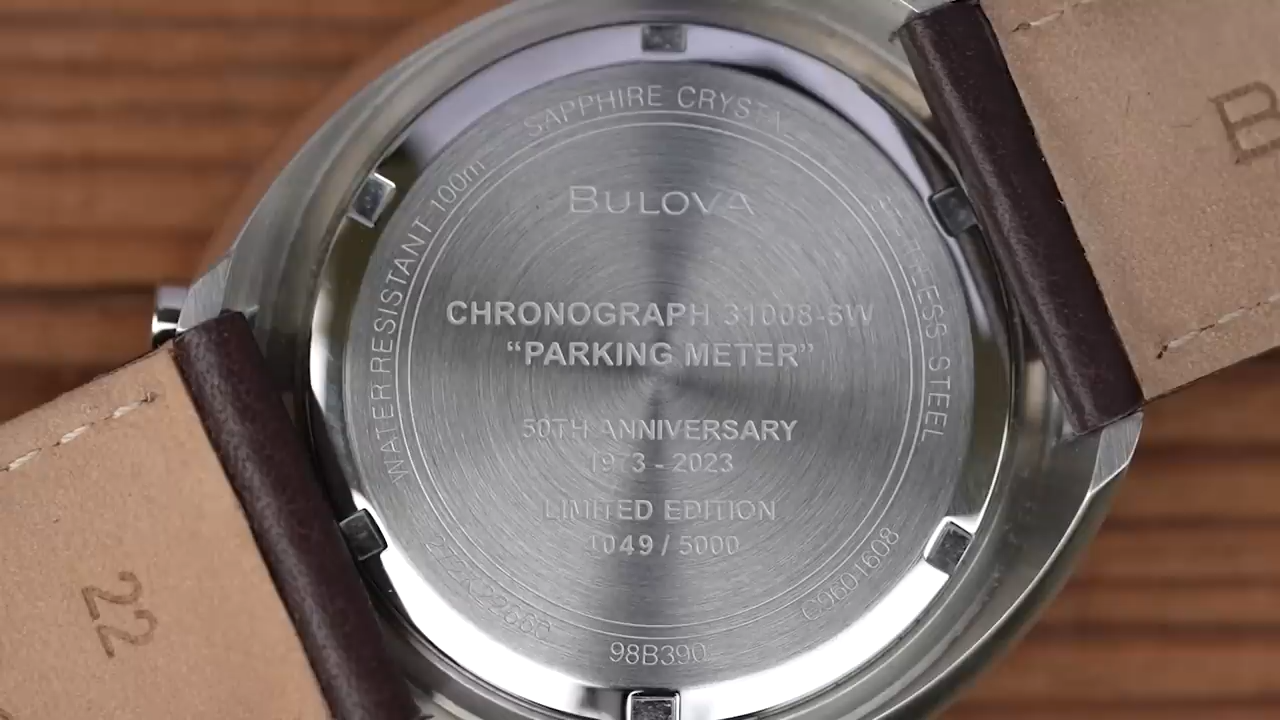 SAPPHIRE CRYSTAL
WATER RESISTANT 100m
STAINLESS STEEL
BULOVA
CHRONOGRAPH 31008-6W
“PARKING METER”
50TH ANNIVERSARY
1973 - 2023
LIMITED EDITION
1049 / 5000
98B390
C9601608
22